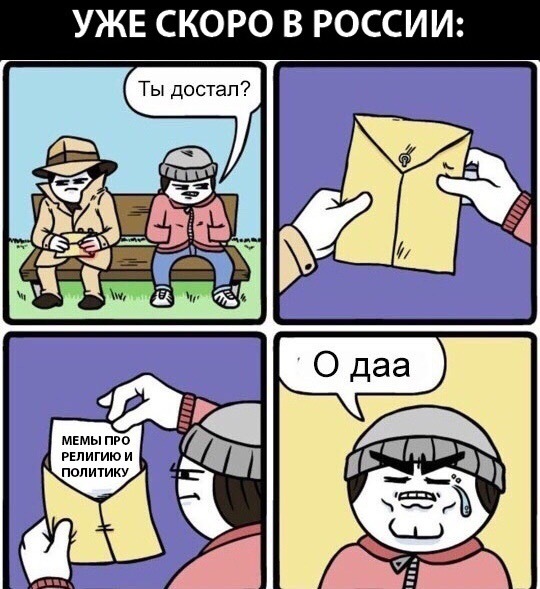 УЖЕ СКОРО В РОССИИ:
Ты достал?
МЕМЫ ПРО
РЕЛИГИЮ И
ПОЛИТИКУ
О даа